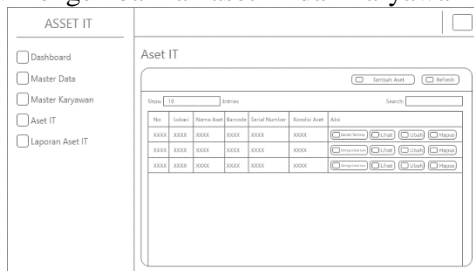 ASSET IT
Dashboard
Master Data
Master Karyawan
Aset IT
Laporan Aset IT
Aset IT
Tambah Aset
Refresh
Show 10 Entries
Search:
No Lokasi Nama Aset Barcode Serial Number Kondisi Aset Aksi
XXXX XXXX XXXX XXXX XXXX XXXX Lihat Ubah Hapus
XXXX XXXX XXXX XXXX XXXX XXXX Lihat Ubah Hapus
XXXX XXXX XXXX XXXX XXXX XXXX Lihat Ubah Hapus